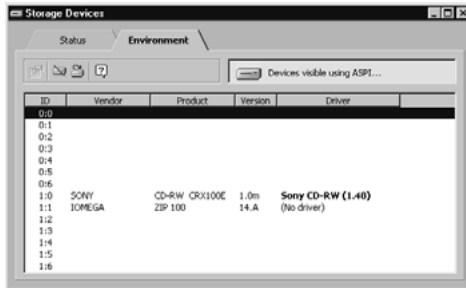 Storage Devices
Status Environment
Devices visible using ASPI...
ID Vendor Product Version Driver
0:0
0:1
0:2
0:3
0:4
0:5
0:6
1:0 SONY CD-RW CRX100E 1.0m Sony CD-RW (1.40)
1:1 IOMEGA ZIP 100 14.A (No driver)
1:2
1:3
1:4
1:5
1:6